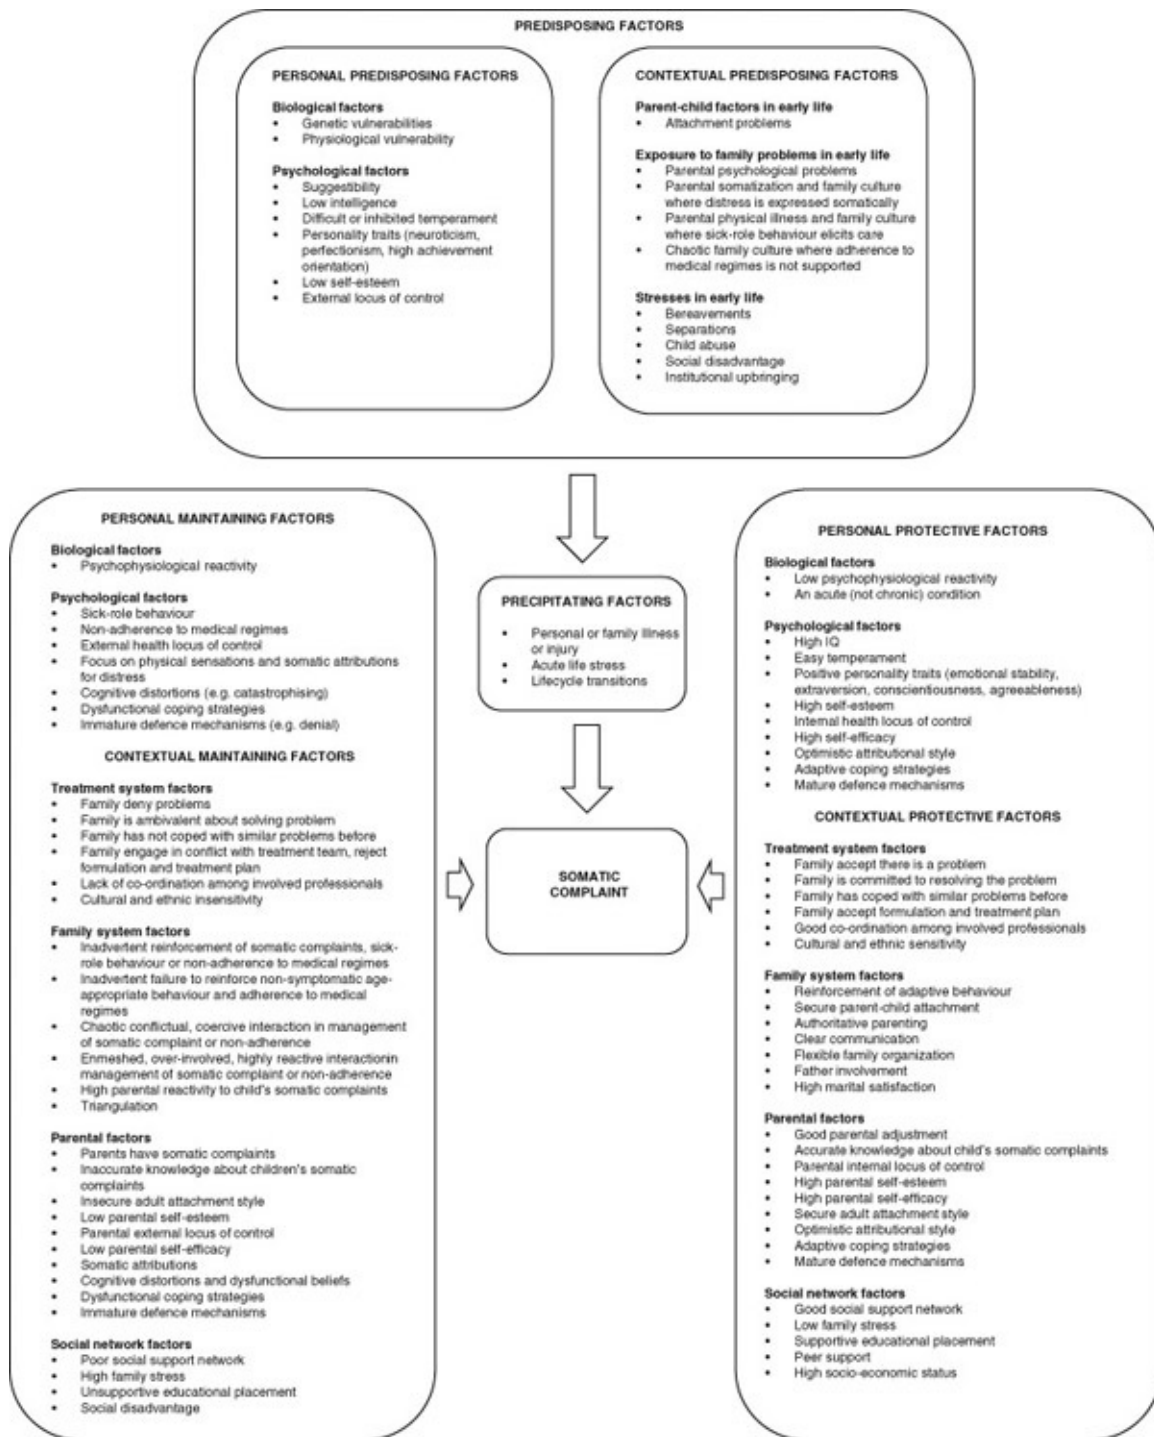 PREDISPOSING FACTORS
PERSONAL PREDISPOSING FACTORS
Biological factors
• Genetic vulnerabilities
• Physiological vulnerability
Psychological factors
• Suggestibility
• Low intelligence
• Difficult or inhibited temperament
• Personality traits (neuroticism,
perfectionism, high achievement
orientation)
• Low self-esteem
• External locus of control
CONTEXTUAL PREDISPOSING FACTORS
Parent-child factors in early life
• Attachment problems
Exposure to family problems in early life
• Parental psychological problems
• Parental somatization and family culture
where distress is expressed somatically
• Parental physical illness and family culture
where sick-role behaviour elicits care
• Chaotic family culture where adherence to
medical regimes is not supported
Stresses in early life
• Bereavements
• Separations
• Child abuse
• Social disadvantage
• Institutional upbringing
PERSONAL MAINTAINING FACTORS
Biological factors
• Psychophysiological reactivity
Psychological factors
• Sick-role behaviour
• Non-adherence to medical regimes
• External health locus of control
• Focus on physical sensations and somatic attributions
for distress
• Cognitive distortions (e.g. catastrophising)
• Dysfunctional coping strategies
• Immature defence mechanisms (e.g. denial)
CONTEXTUAL MAINTAINING FACTORS
Treatment system factors
• Family deny problems
• Family is ambivalent about solving problem
• Family has not coped with similar problems before
• Family engage in conflict with treatment team, reject
formulation and treatment plan
• Lack of co-ordination among involved professionals
• Cultural and ethnic insensitivity
Family system factors
• Inadvertent reinforcement of somatic complaints, sick-
role behaviour or non-adherence to medical regimes
• Inadvertent failure to reinforce non-symptomatic age-
appropriate behaviour and adherence to medical
regimes
• Chaotic conflictual, coercive interaction in management
of somatic complaint or non-adherence
• Enmeshed, over-involved, highly reactive interactionin
management of somatic complaint or non-adherence
• High parental reactivity to child's somatic complaints
• Triangulation
Parental factors
• Parents have somatic complaints
• Inaccurate knowledge about children's somatic
complaints
• Insecure adult attachment style
• Low parental self-esteem
• Parental external locus of control
• Low parental self-efficacy
• Somatic attributions
• Cognitive distortions and dysfunctional beliefs
• Dysfunctional coping strategies
• Immature defence mechanisms
Social network factors
• Poor social support network
• High family stress
• Unsupportive educational placement
• Social disadvantage
PRECIPITATING FACTORS
• Personal or family illness
or injury
• Acute life stress
• Lifecycle transitions
SOMATIC
COMPLAINT
PERSONAL PROTECTIVE FACTORS
Biological factors
• Low psychophysiological reactivity
• An acute (not chronic) condition
Psychological factors
• High IQ
• Easy temperament
• Positive personality traits (emotional stability,
extraversion, conscientiousness, agreeableness)
• High self-esteem
• Internal health locus of control
• High self-efficacy
• Optimistic attributional style
• Adaptive coping strategies
• Mature defence mechanisms
CONTEXTUAL PROTECTIVE FACTORS
Treatment system factors
• Family accept there is a problem
• Family is committed to resolving the problem
• Family has coped with similar problems before
• Family accept formulation and treatment plan
• Good co-ordination among involved professionals
• Cultural and ethnic sensitivity
Family system factors
• Reinforcement of adaptive behaviour
• Secure parent-child attachment
• Authoritative parenting
• Clear communication
• Flexible family organization
• Father involvement
• High marital satisfaction
Parental factors
• Good parental adjustment
• Accurate knowledge about child's somatic complaints
• Parental internal locus of control
• High parental self-esteem
• High parental self-efficacy
• Secure adult attachment style
• Optimistic attributional style
• Adaptive coping strategies
• Mature defence mechanisms
Social network factors
• Good social support network
• Low family stress
• Supportive educational placement
• Peer support
• High socio-economic status